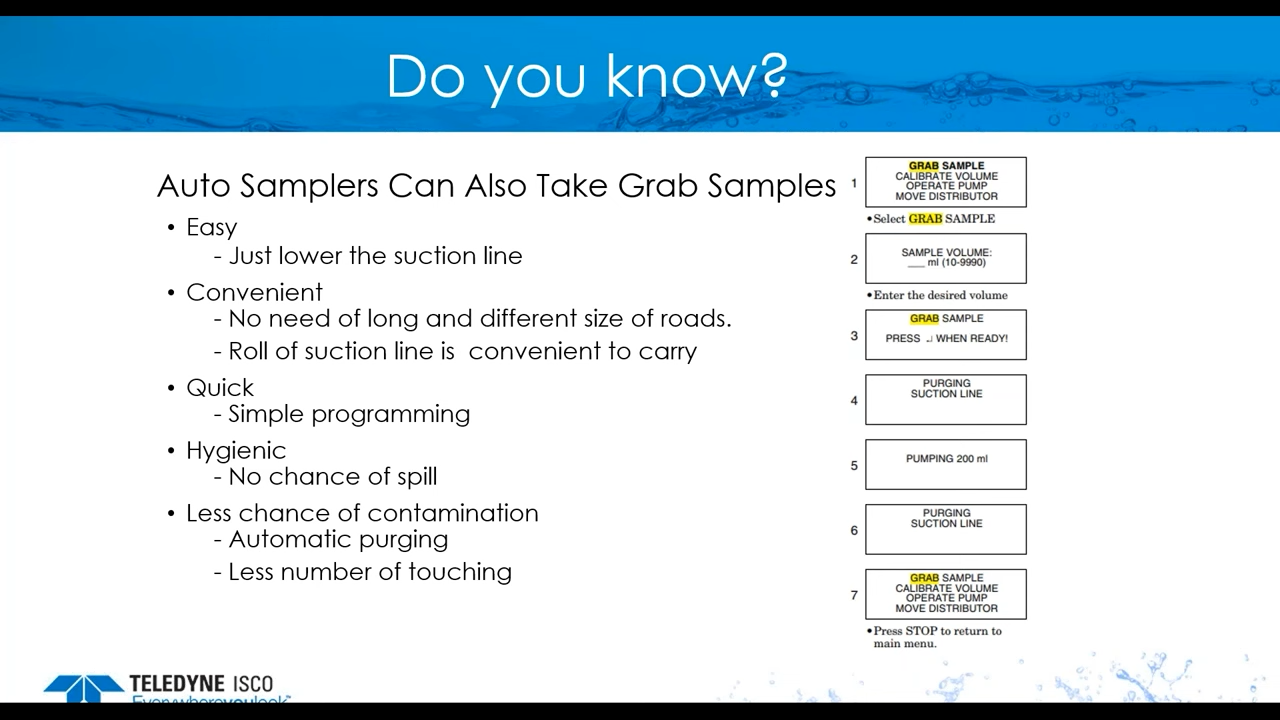 Do you know?
Auto Samplers Can Also Take Grab Samples
• Easy
- Just lower the suction line
• Convenient
- No need of long and different size of roads.
- Roll of suction line is convenient to carry
• Quick
- Simple programming
• Hygienic
- No chance of spill
• Less chance of contamination
- Automatic purging
- Less number of touching
1
GRAB SAMPLE
CALIBRATE VOLUME
OPERATE PUMP
MOVE DISTRIBUTOR
•Select GRAB SAMPLE
2
SAMPLE VOLUME:
___ ml (10-9990)
•Enter the desired volume
3
GRAB SAMPLE
PRESS ↵ WHEN READY!
4
PURGING
SUCTION LINE
5
PUMPING 200 ml
6
PURGING
SUCTION LINE
7
GRAB SAMPLE
CALIBRATE VOLUME
OPERATE PUMP
MOVE DISTRIBUTOR
•Press STOP to return to
main menu.
TELEDYNE ISCO
Everywhereyoulook™